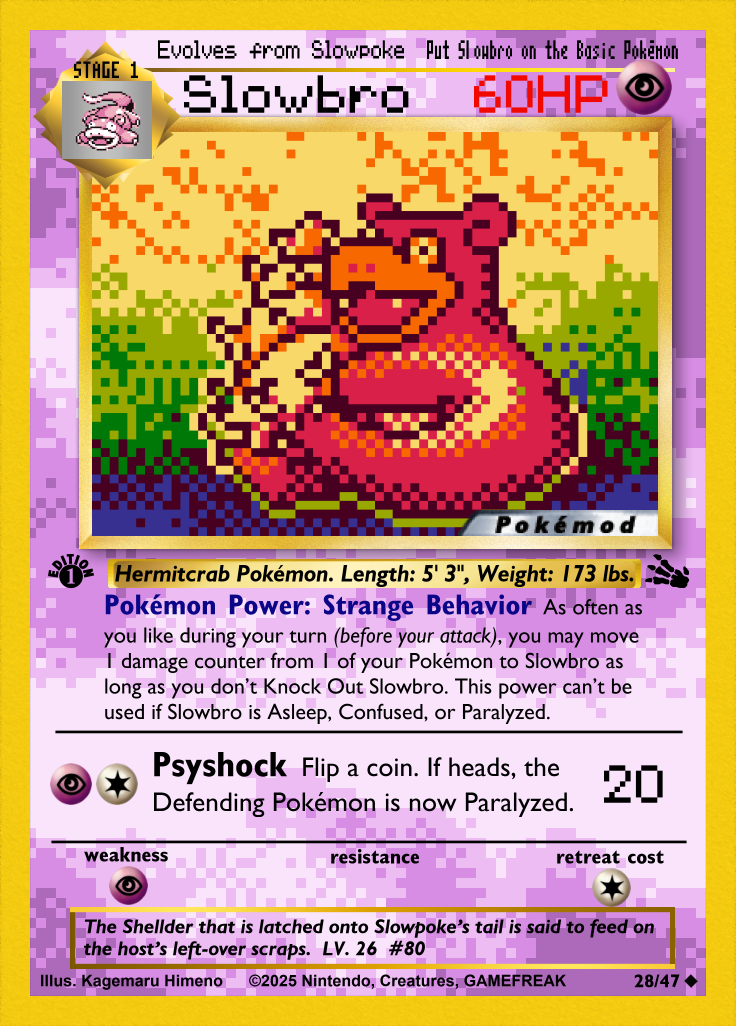 Evolves from Slowpoke Put Slowbro on the Basic Pokémon
STAGE 1
Slowbro 60HP
Pokémod
EDITION 1
Hermitcrab Pokémon. Length: 5' 3", Weight: 173 lbs.
Pokémon Power: Strange Behavior As often as
you like during your turn (before your attack), you may move
1 damage counter from 1 of your Pokémon to Slowbro as
long as you don't Knock Out Slowbro. This power can't be
used if Slowbro is Asleep, Confused, or Paralyzed.
Psyshock Flip a coin. If heads, the
Defending Pokémon is now Paralyzed.
20
weakness resistance retreat cost
The Shellder that is latched onto Slowpoke's tail is said to feed on
the host's left-over scraps. LV. 26 #80
Illus. Kagemaru Himeno ©2025 Nintendo, Creatures, GAMEFREAK 28/47